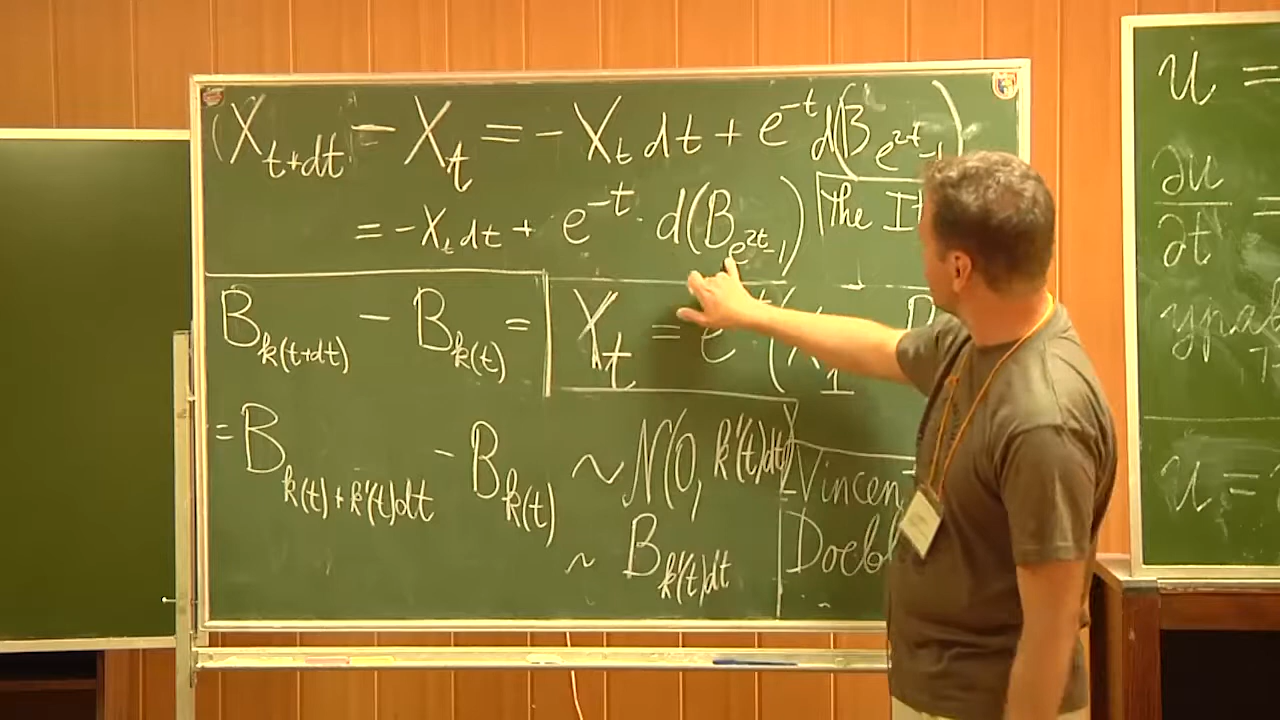 X_{t+dt} - X_t = - X_t dt + e^{-t} d(B_{e^{2t}-1})
= - X_t dt + e^{-t} · d(B_{e^{2t}-1})
The
B_{k(t+dt)} - B_{k(t)} =
X_t = e
= B_{k(t)+k'(t)dt} - B_{k(t)} ~ N(0, k'(t)dt)
~ B_{k'(t)dt}
Vincen
Doebl
u =
∂u/∂t =
урав
u =